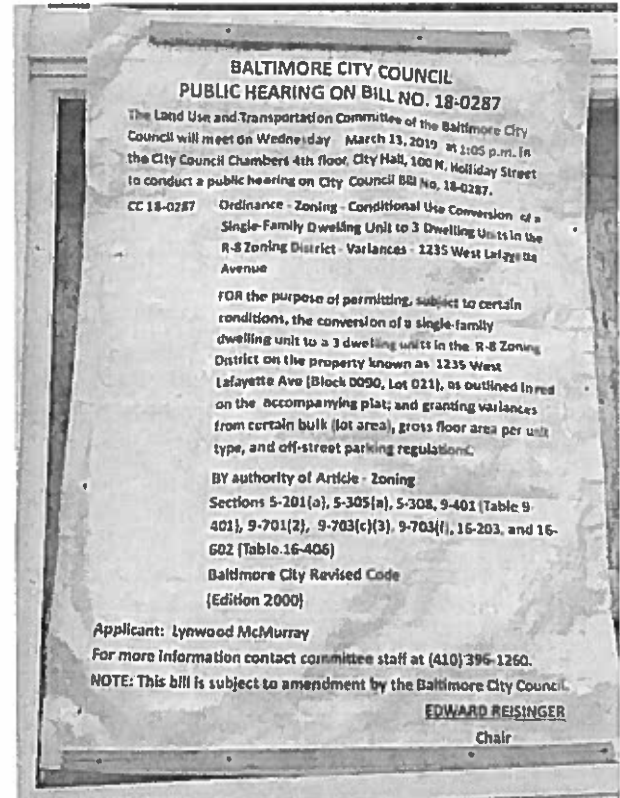 BALTIMORE CITY COUNCIL
PUBLIC HEARING ON BILL NO. 18-0287
The Land Use and Transportation Committee of the Baltimore City
Council will meet on Wednesday March 13, 2019 at 1:05 p.m. in
the City Council Chambers 4th floor, City Hall, 100 N. Holliday Street
to conduct a public hearing on City Council Bill No. 18-0287.
CC 18-0287 Ordinance - Zoning - Conditional Use Conversion of a
Single-Family Dwelling Unit to 3 Dwelling Units in the
R-8 Zoning District - Variances - 1235 West Lafayette
Avenue
FOR the purpose of permitting, subject to certain
conditions, the conversion of a single-family
dwelling unit to a 3 dwelling units in the R-8 Zoning
District on the property known as 1235 West
Lafayette Ave (Block 0090, Lot 021), as outlined in red
on the accompanying plat; and granting variances
from certain bulk (lot area), gross floor area per unit
type, and off-street parking regulations.
BY authority of Article - Zoning
Sections 5-201(a), 5-305(a), 5-308, 9-401 (Table 9-
401), 9-701(2), 9-703(c)(3), 9-703(f), 16-203, and 16-
602 (Table 16-406)
Baltimore City Revised Code
(Edition 2000)
Applicant: Lynwood McMurray
For more information contact committee staff at (410) 396-1260.
NOTE: This bill is subject to amendment by the Baltimore City Council.
EDWARD REISINGER
Chair